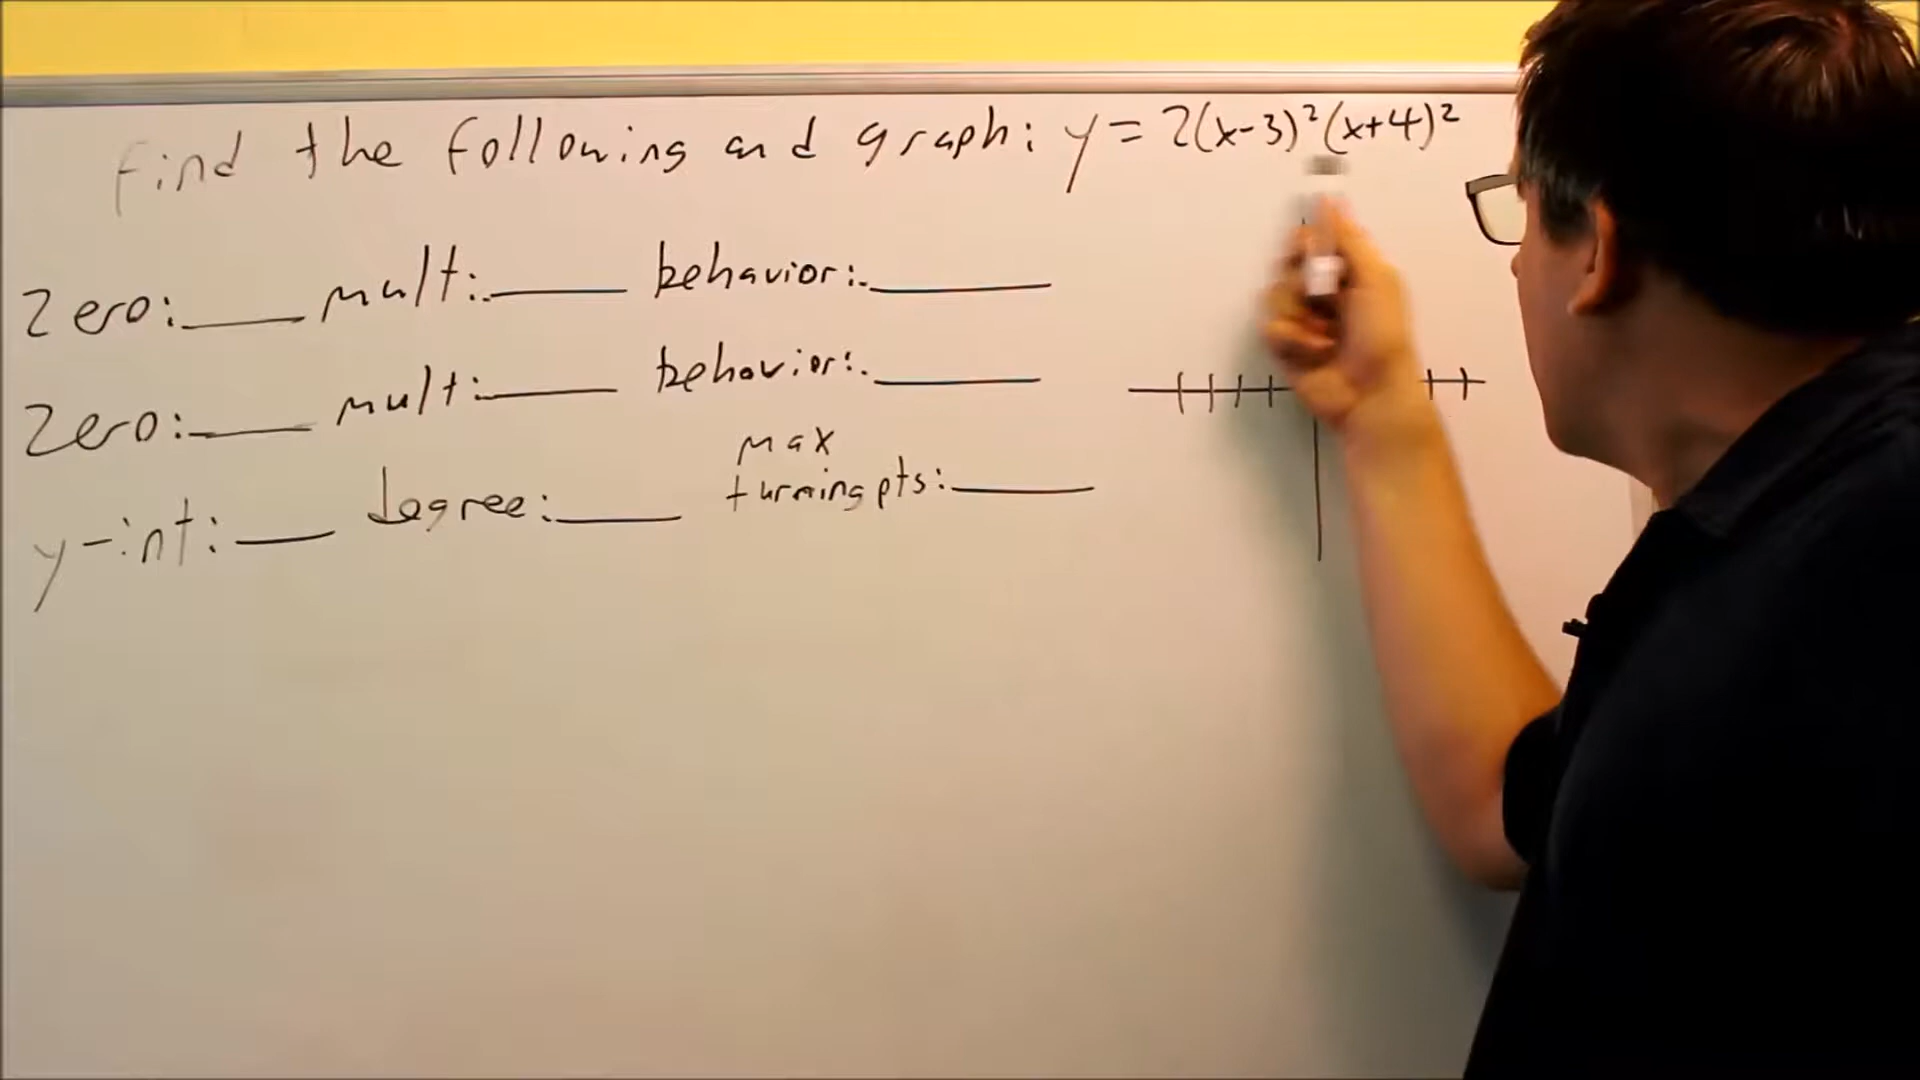 find the following and graph: y = 2(x-3)²(x+4)²
Zero:____ mult:____ behavior:____
Zero:____ mult:____ behavior:____
y-int:____ degree:____ max turning pts:____